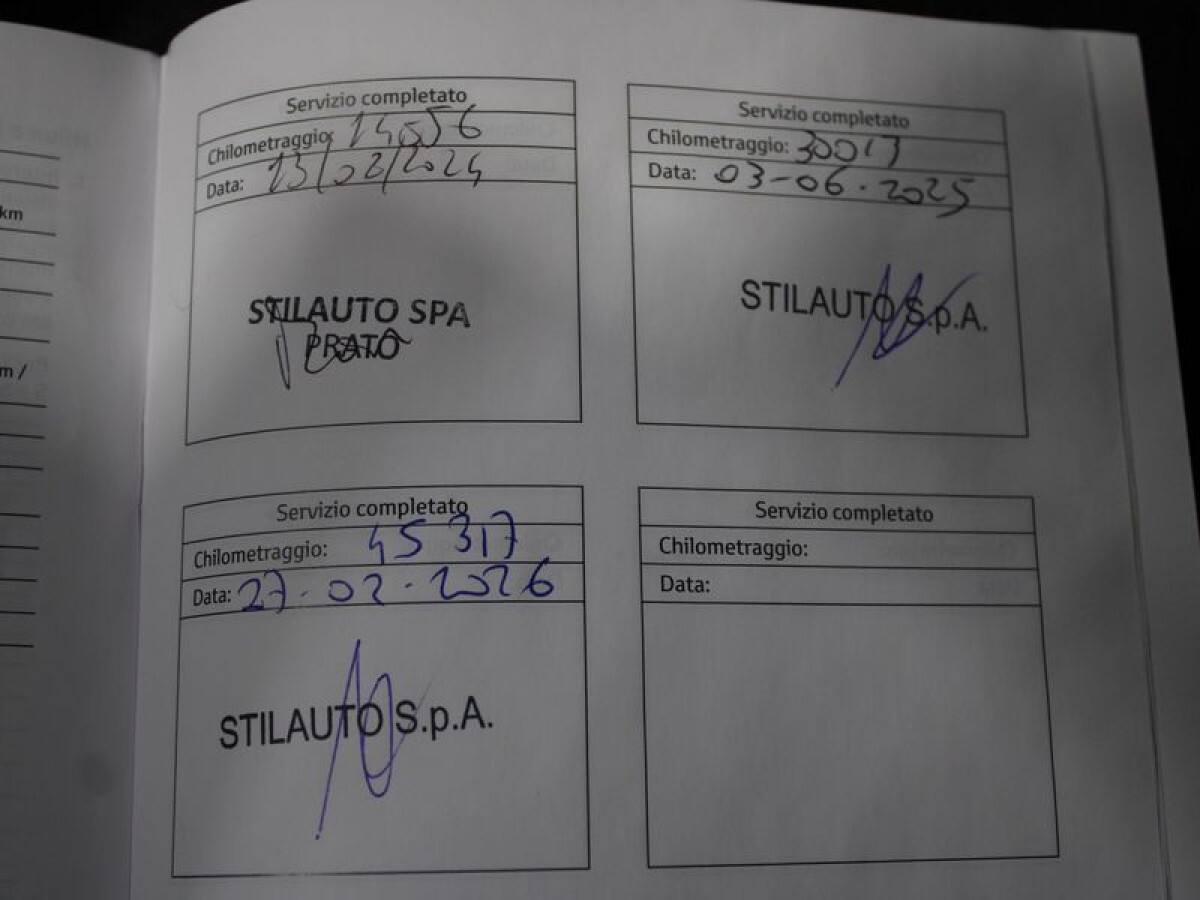 km
m /
Servizio completato
Chilometraggio:
Data: 13/02/2024
STILAUTO SPA
PRATO
Servizio completato
Chilometraggio: 30017
Data: 03-06.2025
STILAUTO S.p.A.
Servizio completato
Chilometraggio: 45 317
Data: 27-02-2026
STILAUTO S.p.A.
Servizio completato
Chilometraggio:
Data: